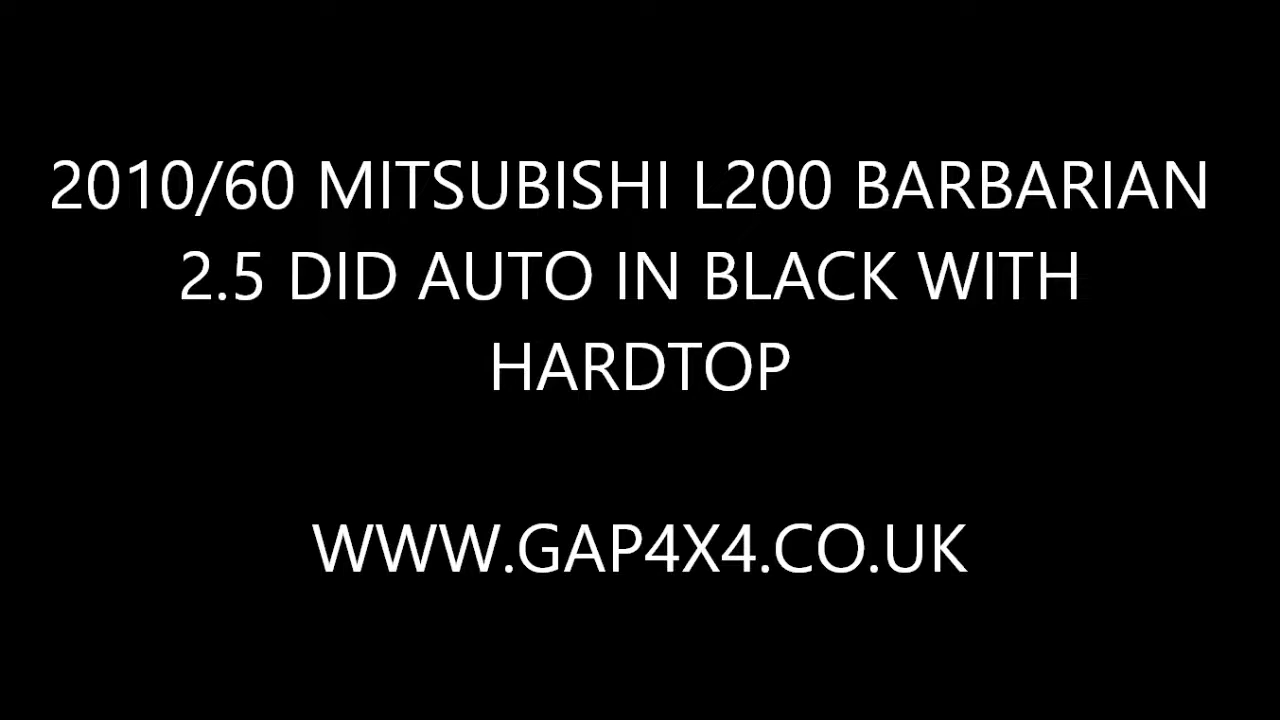 2010/60 MITSUBISHI L200 BARBARIAN
2.5 DID AUTO IN BLACK WITH
HARDTOP
WWW.GAP4X4.CO.UK